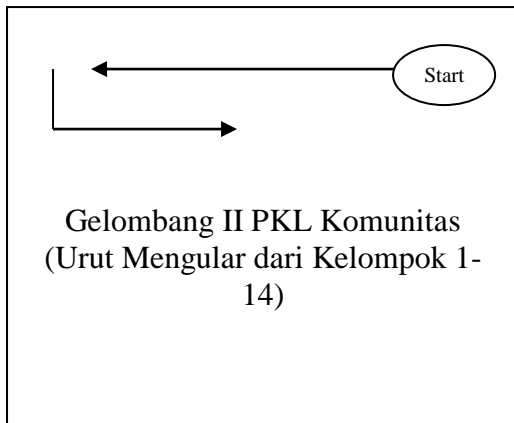 Start
Gelombang II PKL Komunitas
(Urut Mengular dari Kelompok 1-
14)